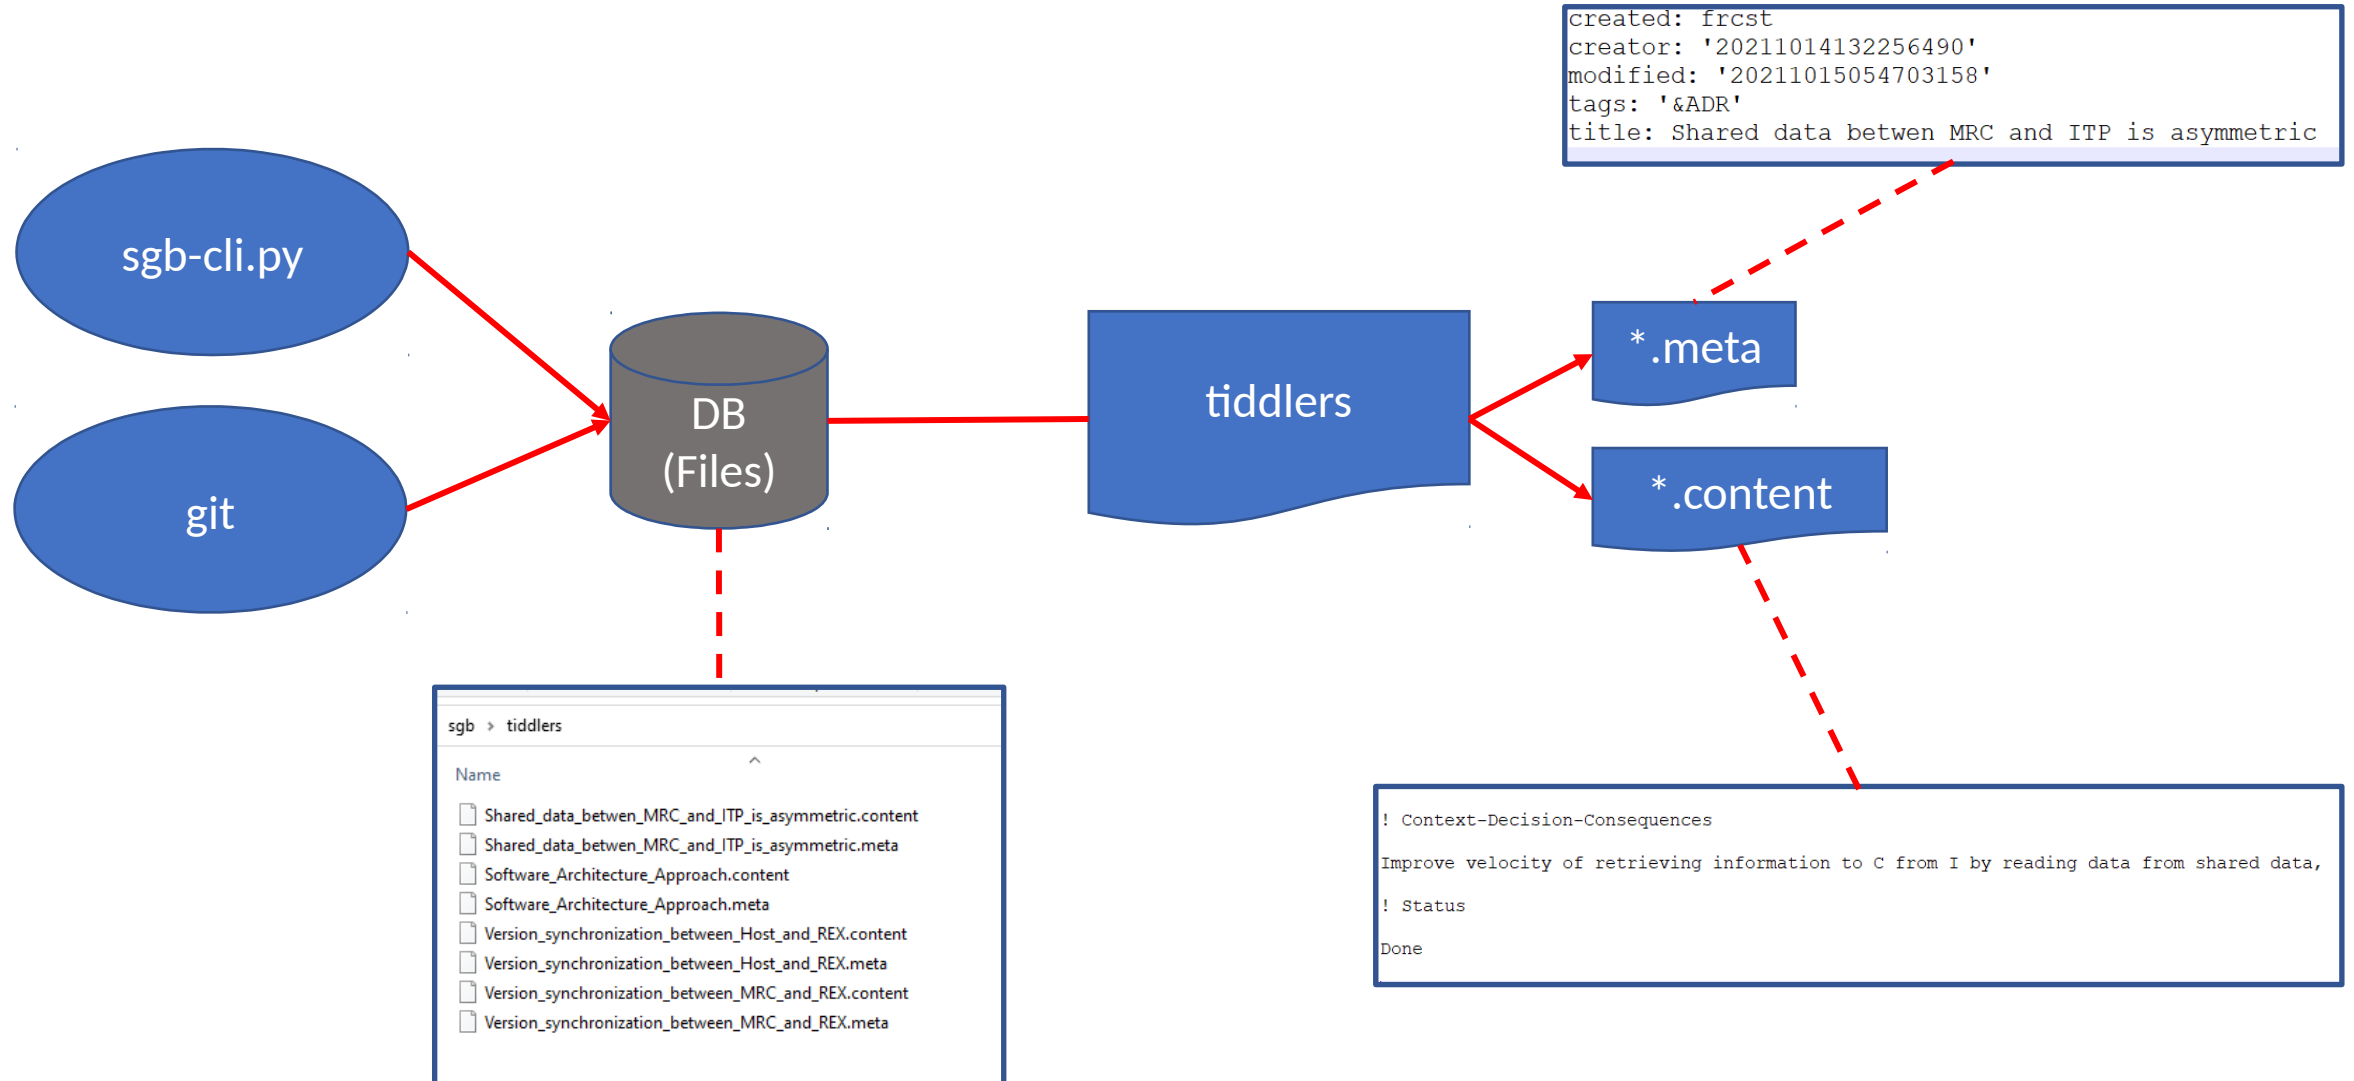 created: frcst
creator: '20211014132256490'
modified: '20211015054703158'
tags: '&ADR'
title: Shared data betwen MRC and ITP is asymmetric
sgb-cli.py
git
DB
(Files)
tiddlers
*.meta
*.content
sgb > tiddlers
Name
Shared_data_betwen_MRC_and_ITP_is_asymmetric.content
Shared_data_betwen_MRC_and_ITP_is_asymmetric.meta
Software_Architecture_Approach.content
Software_Architecture_Approach.meta
Version_synchronization_between_Host_and_REX.content
Version_synchronization_between_Host_and_REX.meta
Version_synchronization_between_MRC_and_REX.content
Version_synchronization_between_MRC_and_REX.meta
! Context-Decision-Consequences
Improve velocity of retrieving information to C from I by reading data from shared data,
! Status
Done